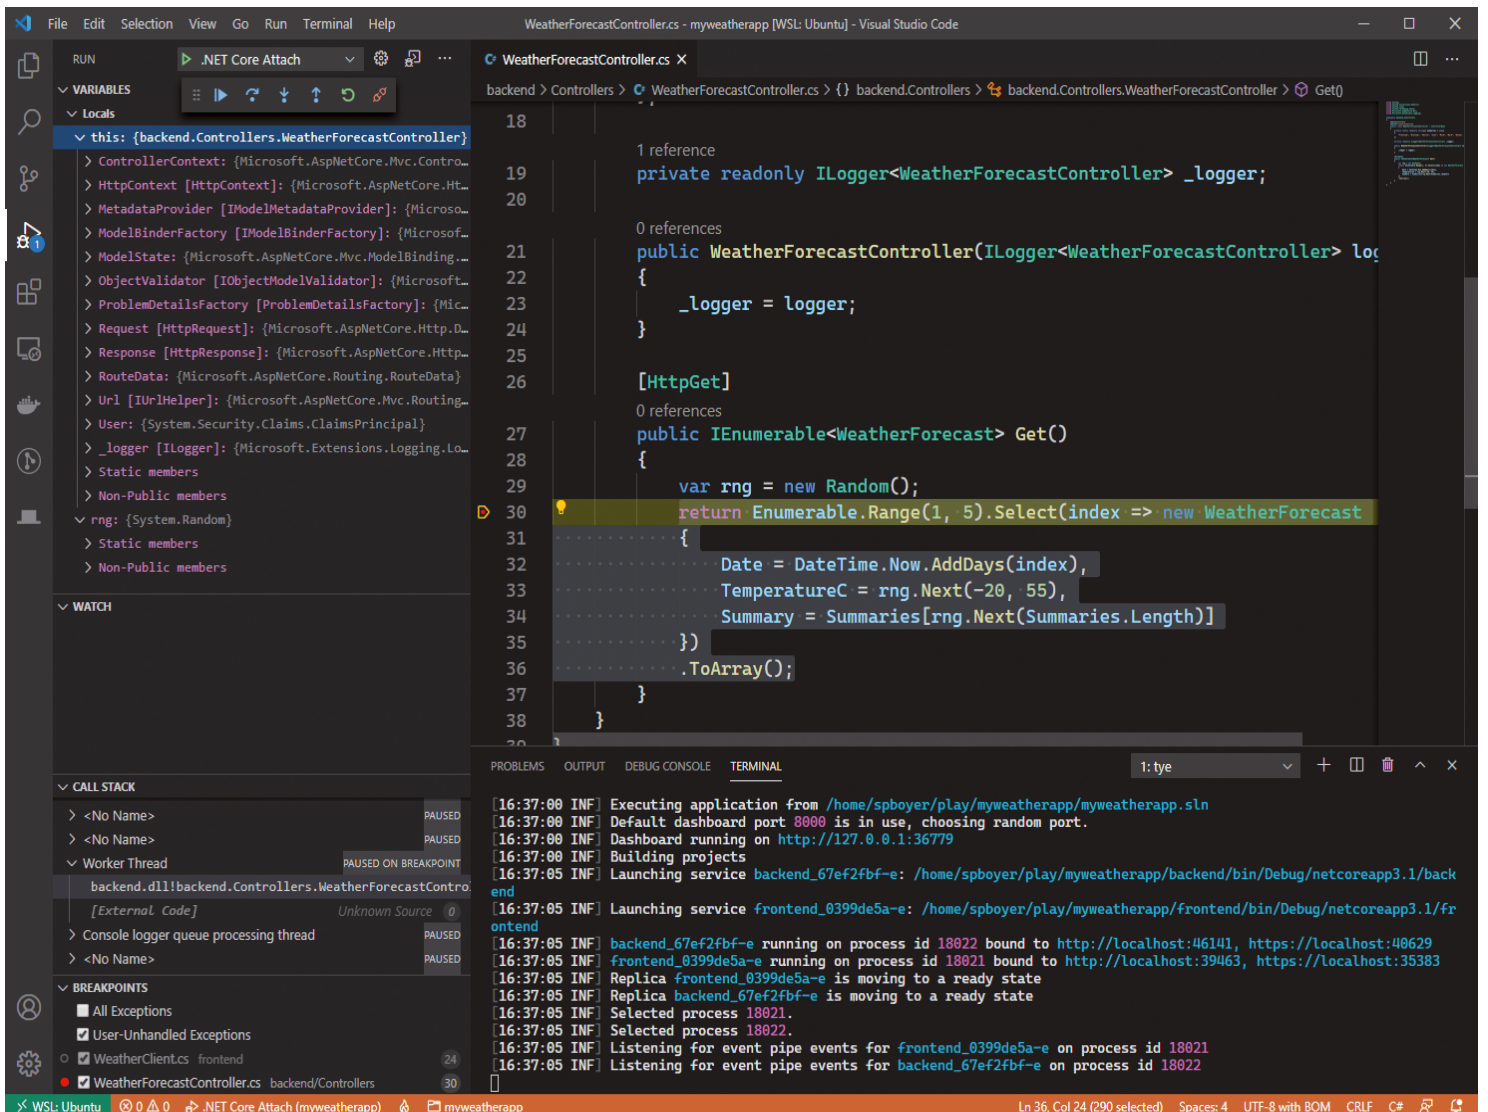 File Edit Selection View Go Run Terminal Help
WeatherForecastController.cs - myweatherapp [WSL: Ubuntu] - Visual Studio Code
RUN
.NET Core Attach
VARIABLES
Locals
this: {backend.Controllers.WeatherForecastController}
ControllerContext: {Microsoft.AspNetCore.Mvc.Contro…
HttpContext [HttpContext]: {Microsoft.AspNetCore.Ht…
MetadataProvider [IModelMetadataProvider]: {Microso…
ModelBinderFactory [IModelBinderFactory]: {Microsof…
ModelState: {Microsoft.AspNetCore.Mvc.ModelBinding.…
ObjectValidator [IObjectModelValidator]: {Microsoft…
ProblemDetailsFactory [ProblemDetailsFactory]: {Mic…
Request [HttpRequest]: {Microsoft.AspNetCore.Http.D…
Response [HttpResponse]: {Microsoft.AspNetCore.Http…
RouteData: {Microsoft.AspNetCore.Routing.RouteData}
Url [IUrlHelper]: {Microsoft.AspNetCore.Mvc.Routing…
User: {System.Security.Claims.ClaimsPrincipal}
_logger [ILogger]: {Microsoft.Extensions.Logging.Lo…
Static members
Non-Public members
rng: {System.Random}
Static members
Non-Public members
WATCH
CALL STACK
<No Name> PAUSED
<No Name> PAUSED
Worker Thread PAUSED ON BREAKPOINT
backend.dll!backend.Controllers.WeatherForecastContro
[External Code] Unknown Source 0
Console logger queue processing thread PAUSED
<No Name> PAUSED
BREAKPOINTS
All Exceptions
User-Unhandled Exceptions
WeatherClient.cs frontend 24
WeatherForecastController.cs backend/Controllers 30
1
WeatherForecastController.cs
backend > Controllers > WeatherForecastController.cs > {} backend.Controllers > backend.Controllers.WeatherForecastController > Get()
18
1 reference
19 private readonly ILogger<WeatherForecastController> _logger;
20
0 references
21 public WeatherForecastController(ILogger<WeatherForecastController> log
22 {
23 _logger = logger;
24 }
25
26 [HttpGet]
0 references
27 public IEnumerable<WeatherForecast> Get()
28 {
29 var rng = new Random();
30 return Enumerable.Range(1, 5).Select(index => new WeatherForecast
31 {
32 Date = DateTime.Now.AddDays(index),
33 TemperatureC = rng.Next(-20, 55),
34 Summary = Summaries[rng.Next(Summaries.Length)]
35 })
36 .ToArray();
37 }
38 }
39 }
PROBLEMS OUTPUT DEBUG CONSOLE TERMINAL
1: tye
[16:37:00 INF] Executing application from /home/spboyer/play/myweatherapp/myweatherapp.sln
[16:37:00 INF] Default dashboard port 8000 is in use, choosing random port.
[16:37:00 INF] Dashboard running on http://127.0.0.1:36779
[16:37:00 INF] Building projects
[16:37:05 INF] Launching service backend_67ef2fbf-e: /home/spboyer/play/myweatherapp/backend/bin/Debug/netcoreapp3.1/back
end
[16:37:05 INF] Launching service frontend_0399de5a-e: /home/spboyer/play/myweatherapp/frontend/bin/Debug/netcoreapp3.1/fr
ontend
[16:37:05 INF] backend_67ef2fbf-e running on process id 18022 bound to http://localhost:46141, https://localhost:40629
[16:37:05 INF] frontend_0399de5a-e running on process id 18021 bound to http://localhost:39463, https://localhost:35383
[16:37:05 INF] Replica frontend_0399de5a-e is moving to a ready state
[16:37:05 INF] Replica backend_67ef2fbf-e is moving to a ready state
[16:37:05 INF] Selected process 18021.
[16:37:05 INF] Selected process 18022.
[16:37:05 INF] Listening for event pipe events for frontend_0399de5a-e on process id 18021
[16:37:05 INF] Listening for event pipe events for backend_67ef2fbf-e on process id 18022
WSL: Ubuntu 0 0 .NET Core Attach (myweatherapp) myweatherapp
Ln 36, Col 24 (290 selected) Spaces: 4 UTF-8 with BOM CRLF C#